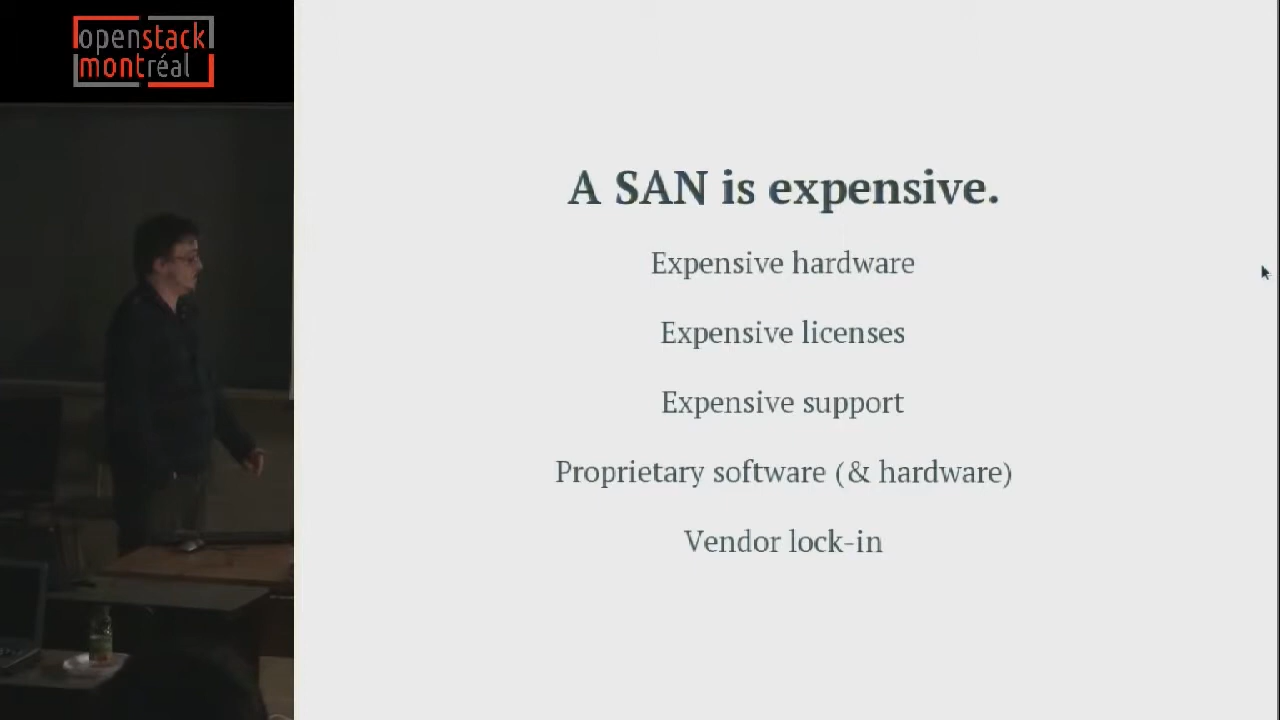 openstack
montréal
A SAN is expensive.
Expensive hardware
Expensive licenses
Expensive support
Proprietary software (& hardware)
Vendor lock-in